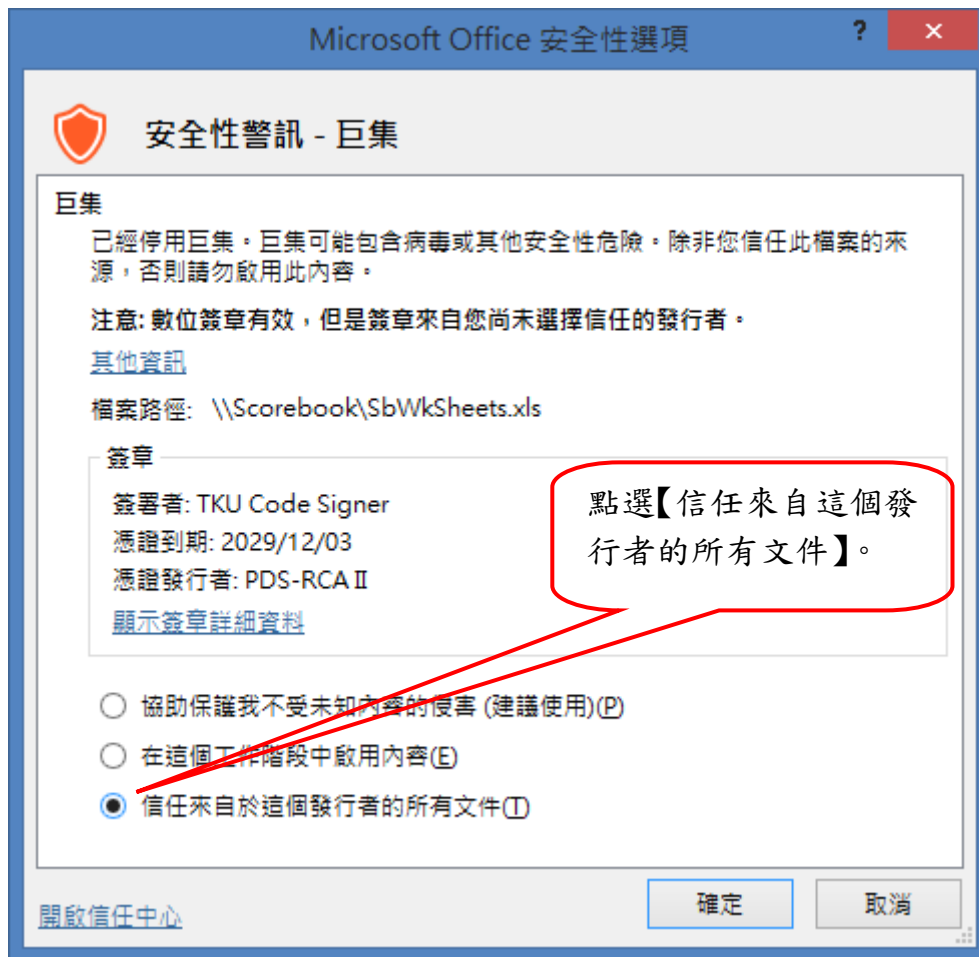 Microsoft Office 安全性選項
?
×
安全性警訊 - 巨集
巨集
已經停用巨集。巨集可能包含病毒或其他安全性危險。除非您信任此檔案的來
源，否則請勿啟用此內容。
注意: 數位簽章有效，但是簽章來自您尚未選擇信任的發行者。
其他資訊
檔案路徑: \\Scorebook\SbWkSheets.xls
簽章
簽署者: TKU Code Signer
憑證到期: 2029/12/03
憑證發行者: PDS-RCAⅡ
顯示簽章詳細資料
點選【信任來自這個發
行者的所有文件】。
協助保護我不受未知內容的侵害 (建議使用)(P)
在這個工作階段中啟用內容(E)
信任來自於這個發行者的所有文件(T)
開啟信任中心
確定
取消